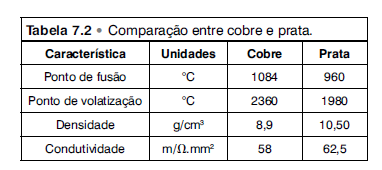 Tabela 7.2 • Comparação entre cobre e prata.
Característica Unidades Cobre Prata
Ponto de fusão °C 1084 960
Ponto de volatização °C 2360 1980
Densidade g/cm³ 8,9 10,50
Condutividade m/Ω.mm² 58 62,5